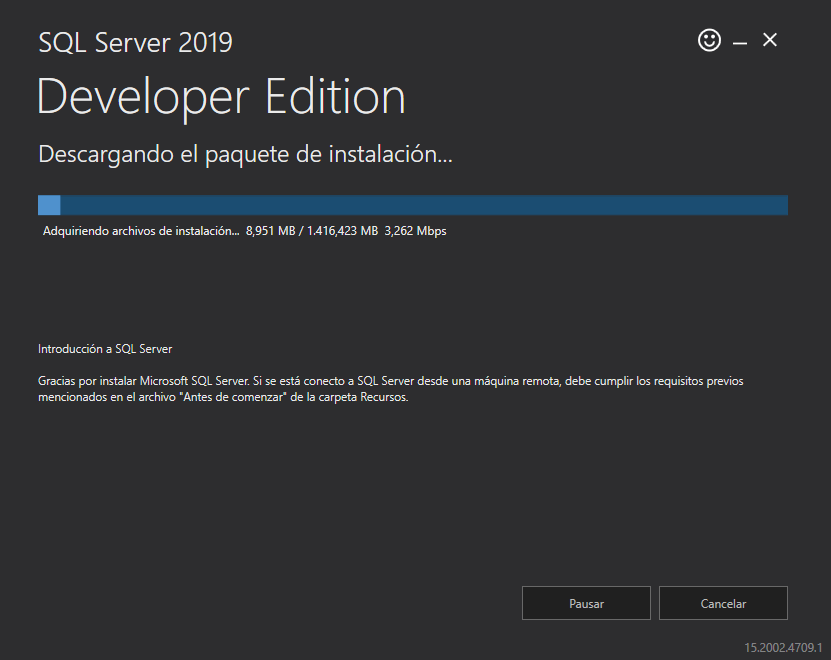 SQL Server 2019
Developer Edition
Descargando el paquete de instalación...
Adquiriendo archivos de instalación... 8,951 MB / 1.416,423 MB 3,262 Mbps
Introducción a SQL Server
Gracias por instalar Microsoft SQL Server. Si se está conecto a SQL Server desde una máquina remota, debe cumplir los requisitos previos
mencionados en el archivo "Antes de comenzar" de la carpeta Recursos.
Pausar
Cancelar
15.2002.4709.1